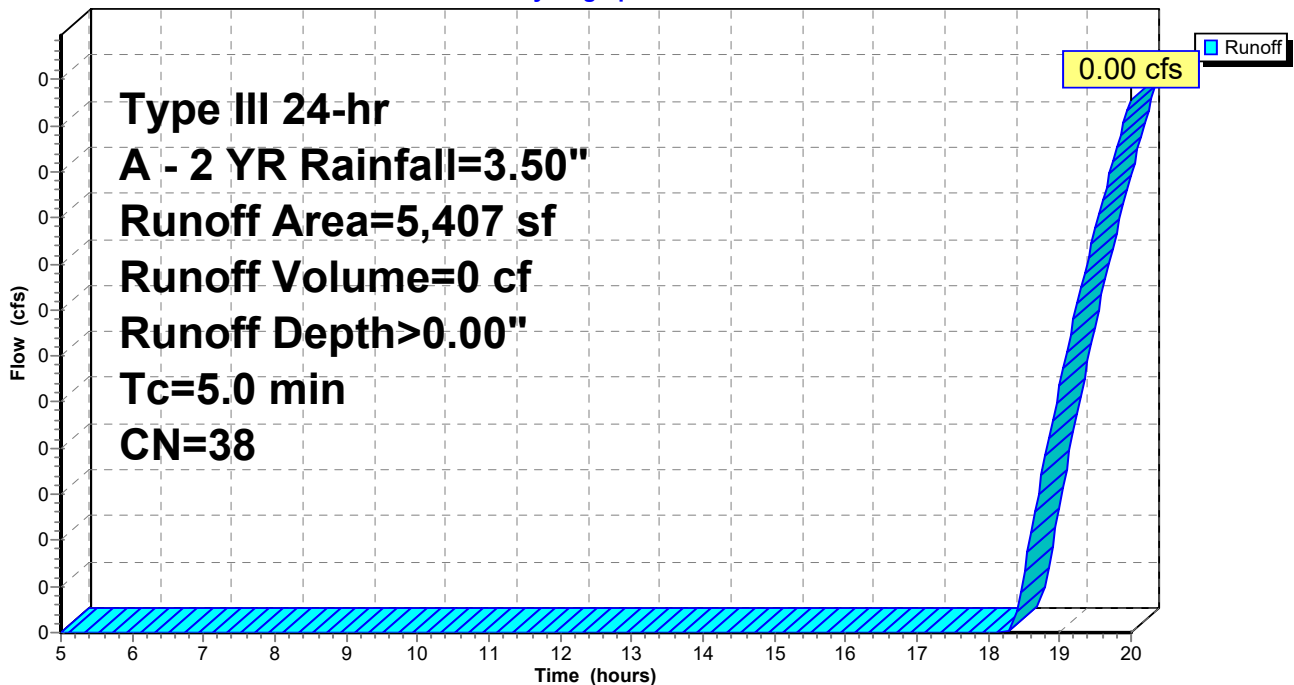 Runoff
0.00 cfs
Type III 24-hr
A - 2 YR Rainfall=3.50"
Runoff Area=5,407 sf
Runoff Volume=0 cf
Runoff Depth>0.00"
Tc=5.0 min
CN=38
Flow (cfs)
0
0
0
0
0
0
0
0
0
0
0
0
0
5 6 7 8 9 10 11 12 13 14 15 16 17 18 19 20
Time (hours)